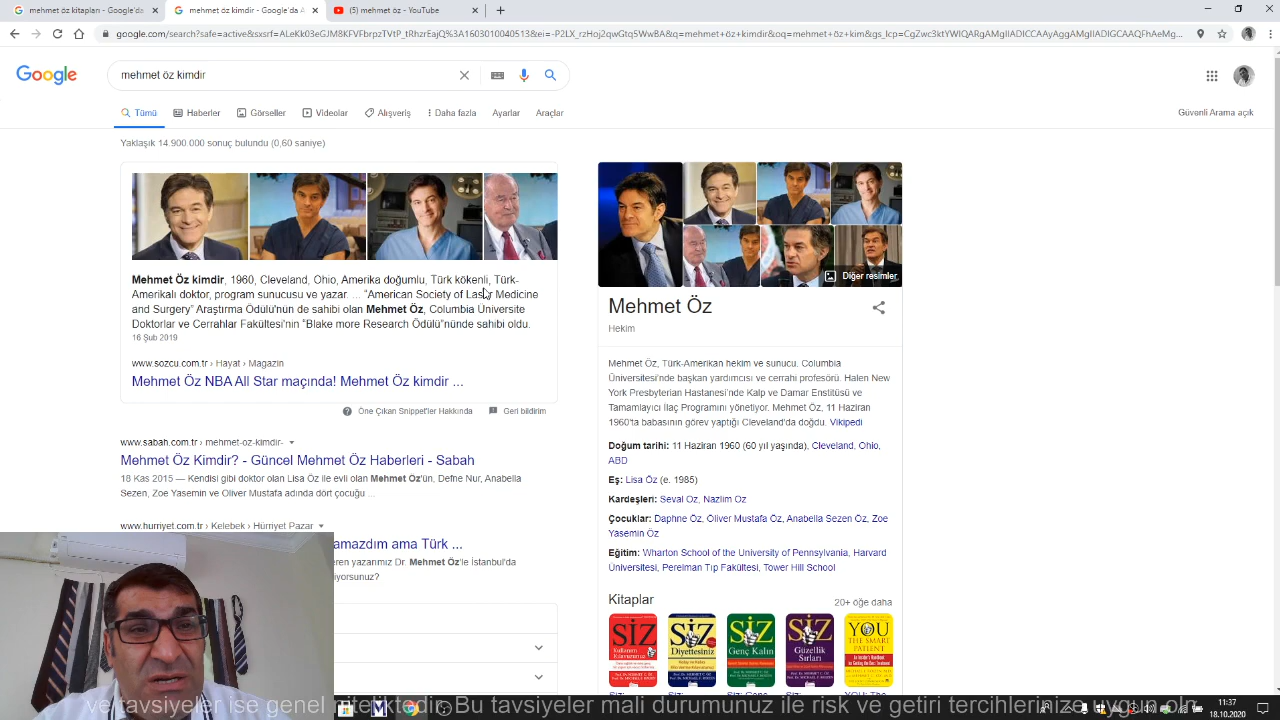 mehmet öz kitapları - Google'da
mehmet öz kimdir - Google'da A
(5) mehmet öz - YouTube
google.com/search?safe=active&sxsrf=
Google
mehmet öz kimdir
Tümü
Haberler
Görseller
Videolar
Alışveriş
Daha fazla
Ayarlar
Araçlar
Güvenli Arama açık
Yaklaşık 14.900.000 sonuç bulundu (0,60 saniye)
Mehmet Öz kimdir, 1960, Cleveland, Ohio, Amerika doğumlu, Türk kökenli, Türk-
Amerikalı doktor, program sunucusu ve yazar. ... "American Society of Laser Medicine
and Surgery" Araştırma Ödülü'nün de sahibi olan Mehmet Öz, Columbia Üniversite
Doktorlar ve Cerrahlar Fakültesi'nin "Blake more Research Ödülü"nünde sahibi oldu.
16 Şub 2019
www.sozcu.com.tr › Hayat › Magazin
Mehmet Öz NBA All Star maçında! Mehmet Öz kimdir ...
Öne Çıkan Snippet'ler Hakkında
Geri bildirim
www.sabah.com.tr › mehmet-oz-kimdir-
Mehmet Öz Kimdir? - Güncel Mehmet Öz Haberleri - Sabah
18 Kas 2015 — Kendisi gibi doktor olan Lisa Öz ile evli olan Mehmet Öz'ün, Defne Nur, Anabella
Sezen, Zoe Yasemin ve Oliver Mustafa adında dört çocuğu ...
www.hurriyet.com.tr › Kelebek › Hürriyet Pazar
amazdım ama Türk ...
eren yazarımız Dr. Mehmet Öz'le İstanbul'da
iyorsunuz?
Diğer resimler
Mehmet Öz
Hekim
Mehmet Öz, Türk-Amerikan hekim ve sunucu. Columbia
Üniversitesi'nde başkan yardımcısı ve cerrahi profesörü. Halen New
York Presbyterian Hastanesi'nde Kalp ve Damar Enstitüsü ve
Tamamlayıcı İlaç Programını yönetiyor. Mehmet Öz, 11 Haziran
1960'ta babasının görev yaptığı Cleveland'da doğdu. Vikipedi
Doğum tarihi: 11 Haziran 1960 (60 yıl yaşında), Cleveland, Ohio,
ABD
Eş: Lisa Öz (e. 1985)
Kardeşleri: Seval Öz, Nazlim Öz
Çocuklar: Daphne Öz, Oliver Mustafa Öz, Anabella Sezen Öz, Zoe
Yasemin Öz
Eğitim: Wharton School of the University of Pennsylvania, Harvard
Üniversitesi, Perelman Tıp Fakültesi, Tower Hill School
Kitaplar
20+ öğe daha
SİZ
SİZ Diyettesiniz
SİZ Genç Kalın
SİZ Güzellik Sırları
YOU THE SMART PATIENT
tavsiyeler ise genel niteliktedir. Bu tavsiyeler mali durumunuz ile risk ve getiri tercihlerinize
11:37
18.10.2020